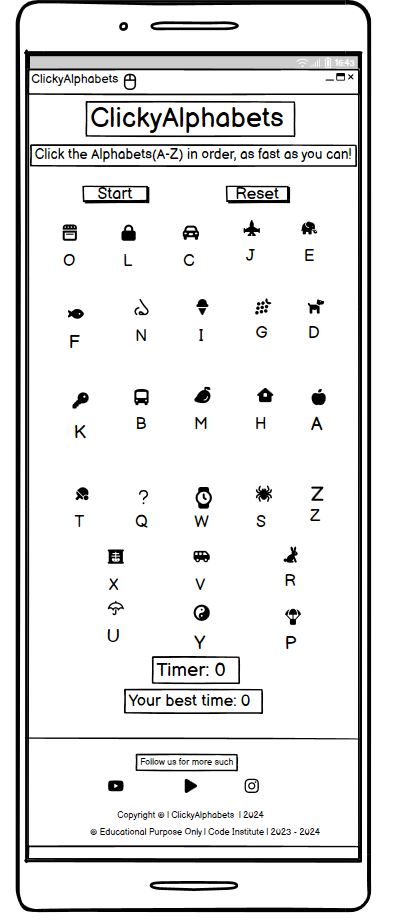 16:43
ClickyAlphabets
ClickyAlphabets
Click the Alphabets(A-Z) in order, as fast as you can!
Start Reset
O L C J E
F N I G D
K B M H A
?
Z
T Q W S Z
X V R
U Y P
Timer: 0
Your best time: 0
Follow us for more such
Copyright © | ClickyAlphabets | 2024
© Educational Purpose Only | Code Institute | 2023 - 2024